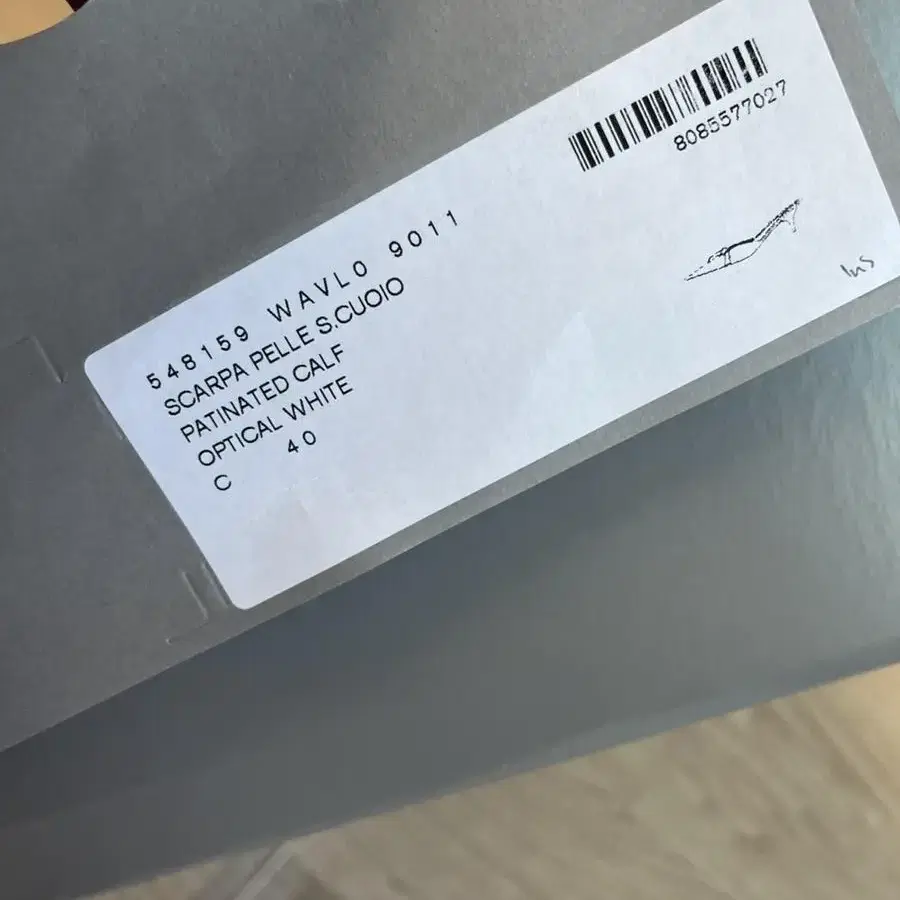 8085577027
548159 WAVL0 9011
SCARPA PELLE S.CUOIO
PATINATED CALF
OPTICAL WHITE
C 40